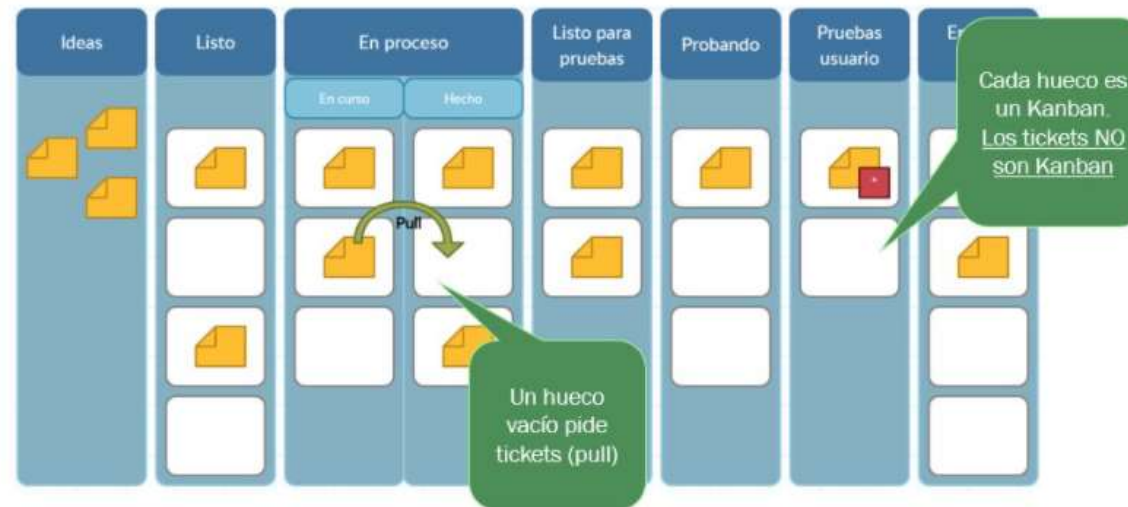 Ideas
Listo
En proceso
Listo para
pruebas
Probando
Pruebas
usuario
En curso
Hecho
Cada hueco es
un Kanban.
Los tickets NO
son Kanban
Pull
Un hueco
vacío pide
tickets (pull)